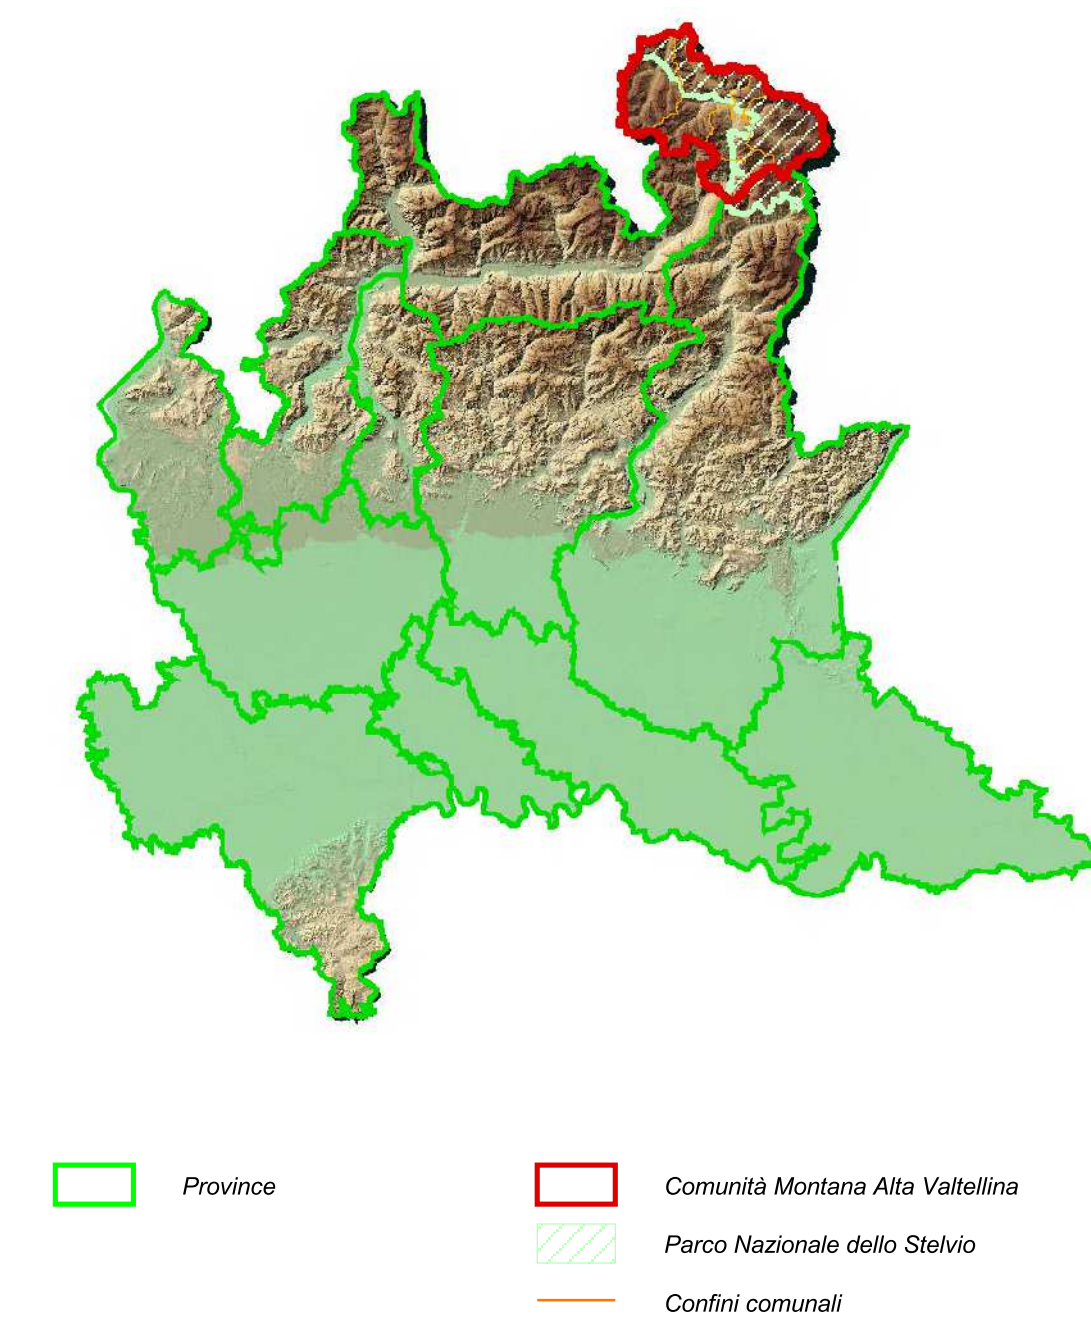 Province
Comunità Montana Alta Valtellina
Parco Nazionale dello Stelvio
Confini comunali